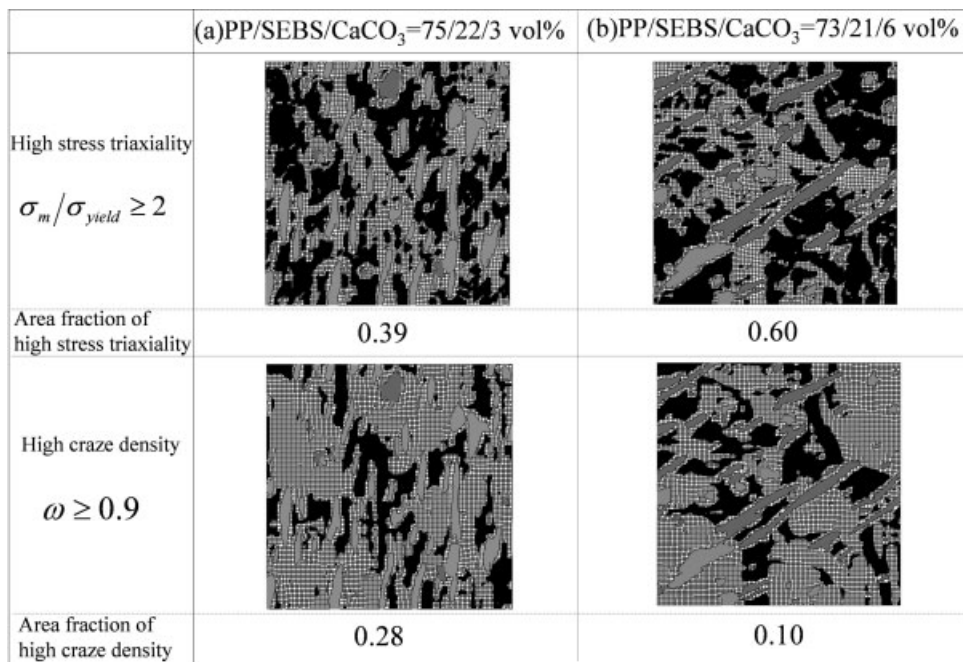 (a)PP/SEBS/CaCO₃=75/22/3 vol% (b)PP/SEBS/CaCO₃=73/21/6 vol%
High stress triaxiality
σₘ/σ_yield ≥ 2
Area fraction of
high stress triaxiality
0.39 0.60
High craze density
ω ≥ 0.9
Area fraction of
high craze density
0.28 0.10